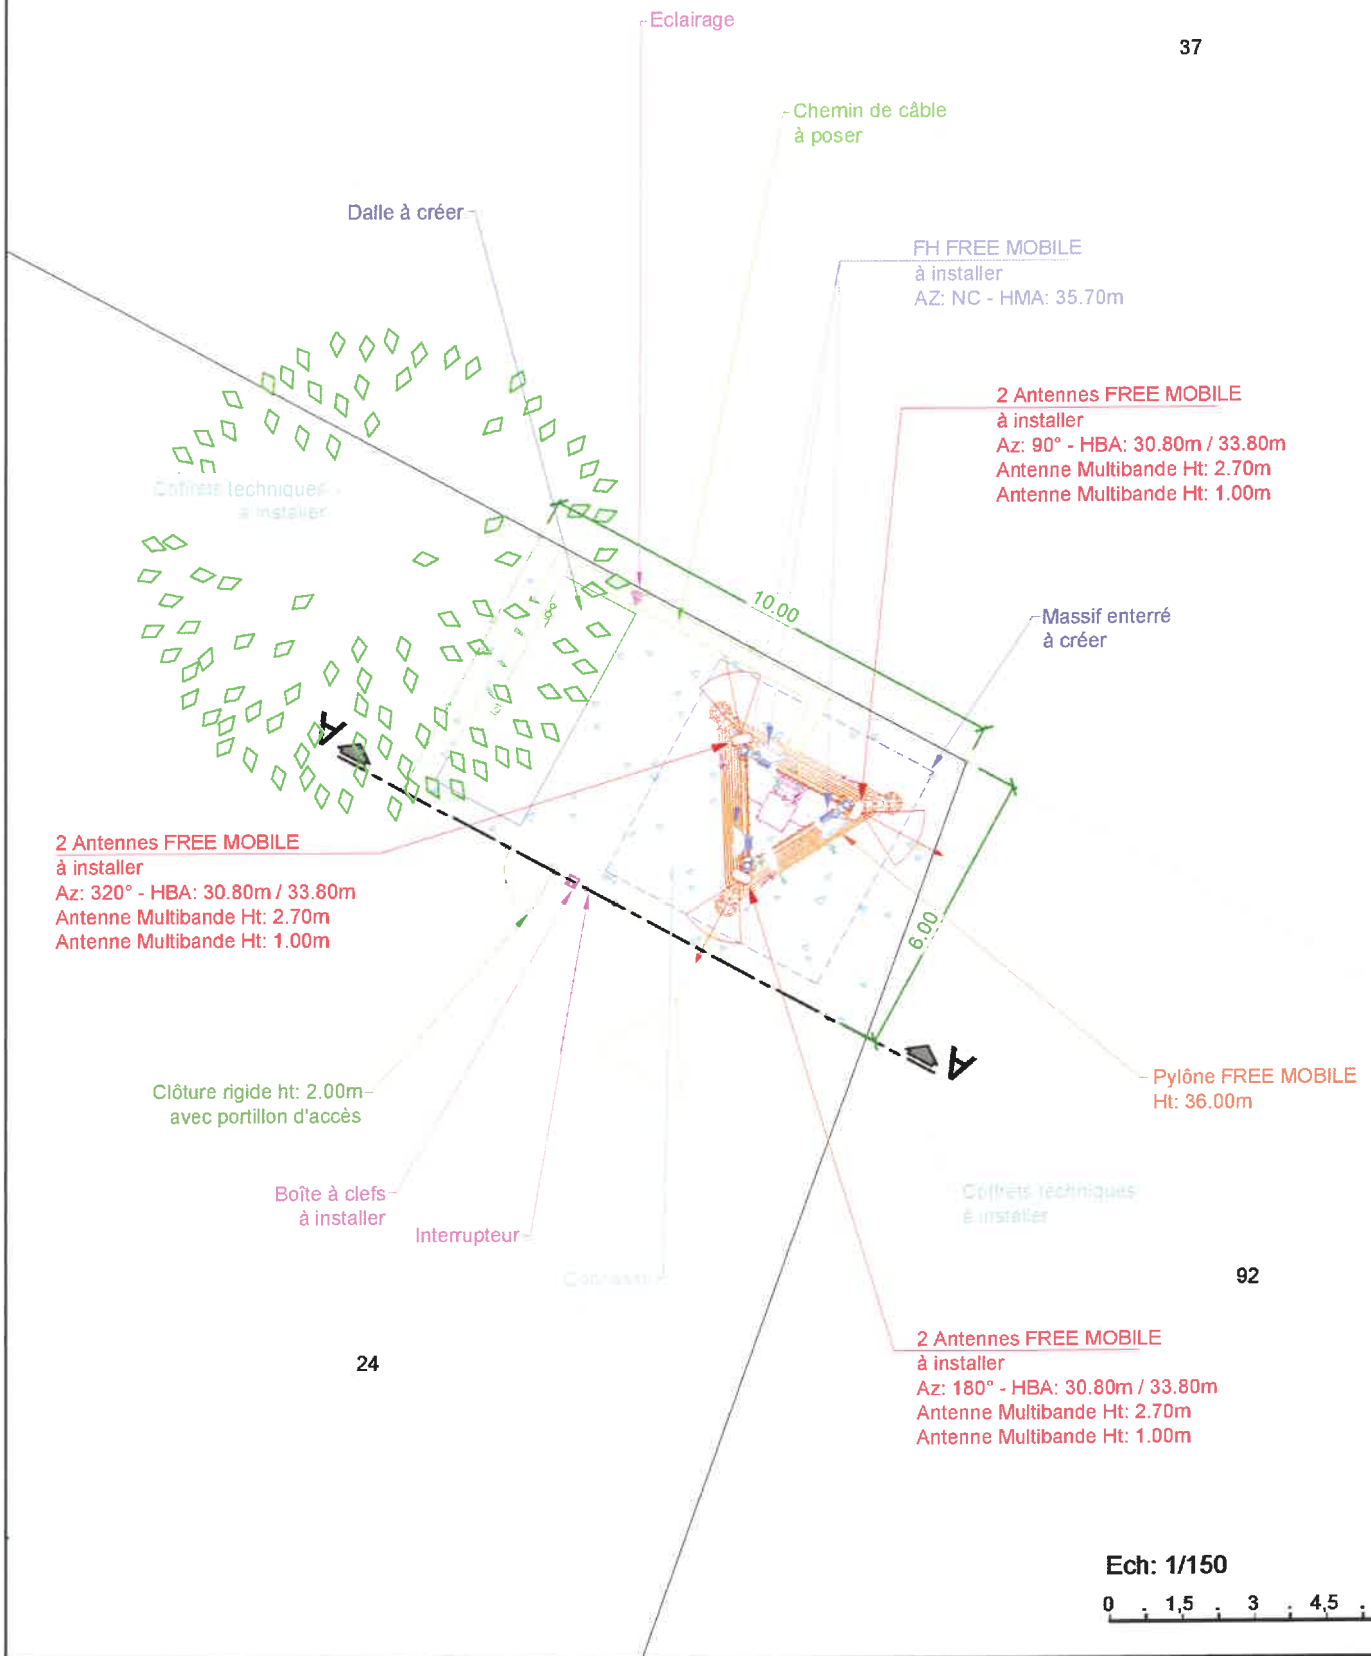 Eclairage
37
Chemin de câble
à poser
Dalle à créer
FH FREE MOBILE
à installer
AZ: NC - HMA: 35.70m
2 Antennes FREE MOBILE
à installer
Az: 90° - HBA: 30.80m / 33.80m
Antenne Multibande Ht: 2.70m
Antenne Multibande Ht: 1.00m
Coffrets techniques
à installer
10.00
Massif enterré
à créer
A
2 Antennes FREE MOBILE
à installer
Az: 320° - HBA: 30.80m / 33.80m
Antenne Multibande Ht: 2.70m
Antenne Multibande Ht: 1.00m
6.00
A
Clôture rigide ht: 2.00m
avec portillon d'accès
Pylône FREE MOBILE
Ht: 36.00m
Boîte à clefs
à installer
Interrupteur
Coffrets techniques
à installer
92
24
2 Antennes FREE MOBILE
à installer
Az: 180° - HBA: 30.80m / 33.80m
Antenne Multibande Ht: 2.70m
Antenne Multibande Ht: 1.00m
Ech: 1/150
0 1,5 3 4,5